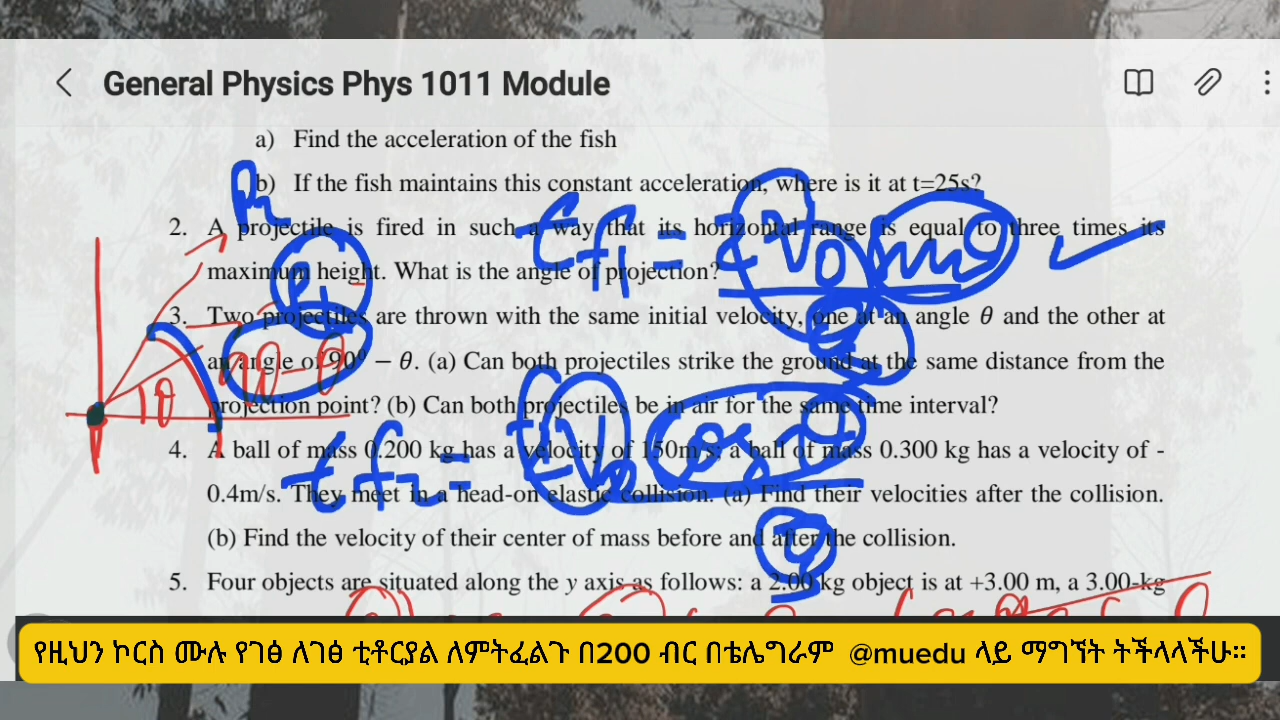 General Physics Phys 1011 Module
a) Find the acceleration of the fish
b) If the fish maintains this constant acceleration, where is it at t=25s?
2. A projectile is fired in such a way that its horizontal range is equal to three times its
maximum height. What is the angle of projection?
3. Two projectiles are thrown with the same initial velocity, one at an angle θ and the other at
an angle of 90⁰ − θ. (a) Can both projectiles strike the ground at the same distance from the
projection point? (b) Can both projectiles be in air for the same time interval?
4. A ball of mass 0.200 kg has a velocity of 150m/s; a ball of mass 0.300 kg has a velocity of -
0.4m/s. They meet in a head-on elastic collision. (a) Find their velocities after the collision.
(b) Find the velocity of their center of mass before and after the collision.
5. Four objects are situated along the y axis as follows: a 2.00 kg object is at +3.00 m, a 3.00-kg
የዚህን ኮርስ ሙሉ የገፅ ለገፅ ቲቶርያል ለምትፈልጉ በ200 ብር በቴሌግራም @muedu ላይ ማግኘት ትችላላችሁ።